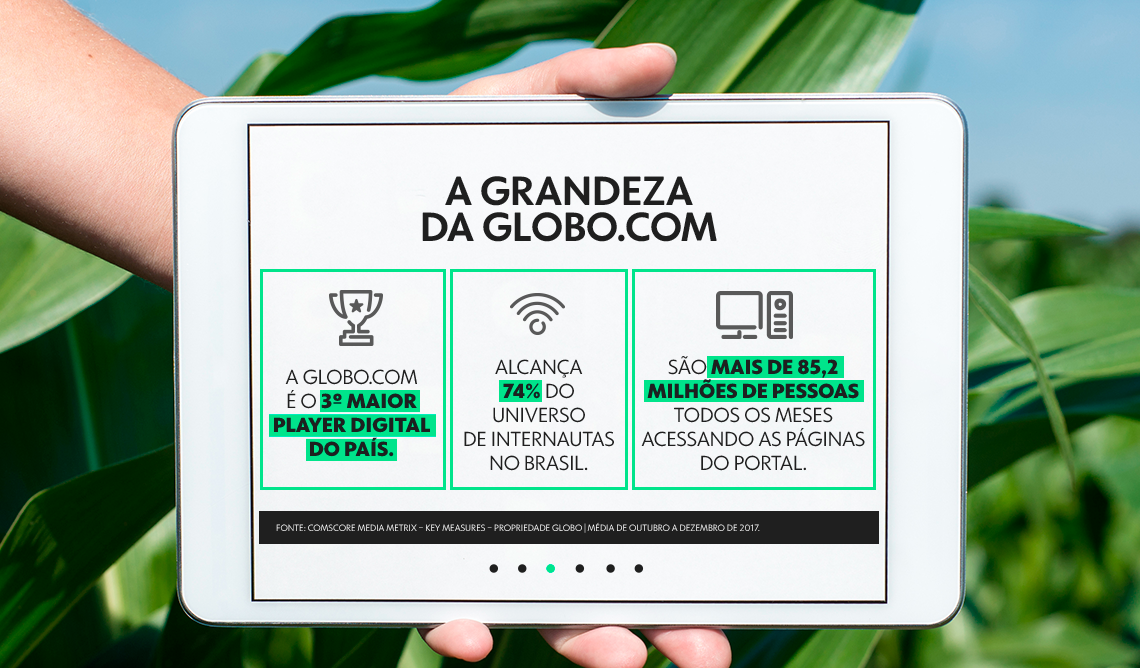 A GRANDEZA
DA GLOBO.COM
A GLOBO.COM
É O 3º MAIOR
PLAYER DIGITAL
DO PAÍS.
ALCANÇA
74% DO
UNIVERSO
DE INTERNAUTAS
NO BRASIL.
SÃO MAIS DE 85,2
MILHÕES DE PESSOAS
TODOS OS MESES
ACESSANDO AS PÁGINAS
DO PORTAL.
FONTE: COMSCORE MEDIA METRIX – KEY MEASURES – PROPRIEDADE GLOBO | MÉDIA DE OUTUBRO A DEZEMBRO DE 2017.